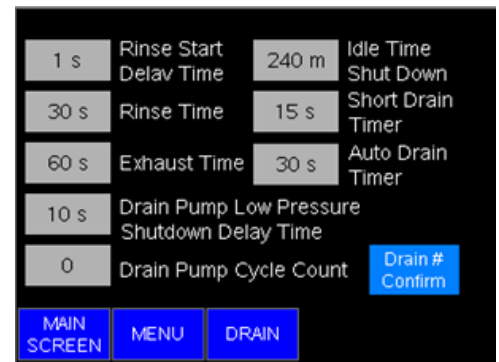 1 s Rinse Start Delav Time 240 m Idle Time Shut Down
30 s Rinse Time 15 s Short Drain Timer
60 s Exhaust Time 30 s Auto Drain Timer
10 s Drain Pump Low Pressure Shutdown Delay Time
0 Drain Pump Cycle Count Drain # Confirm
MAIN SCREEN MENU DRAIN